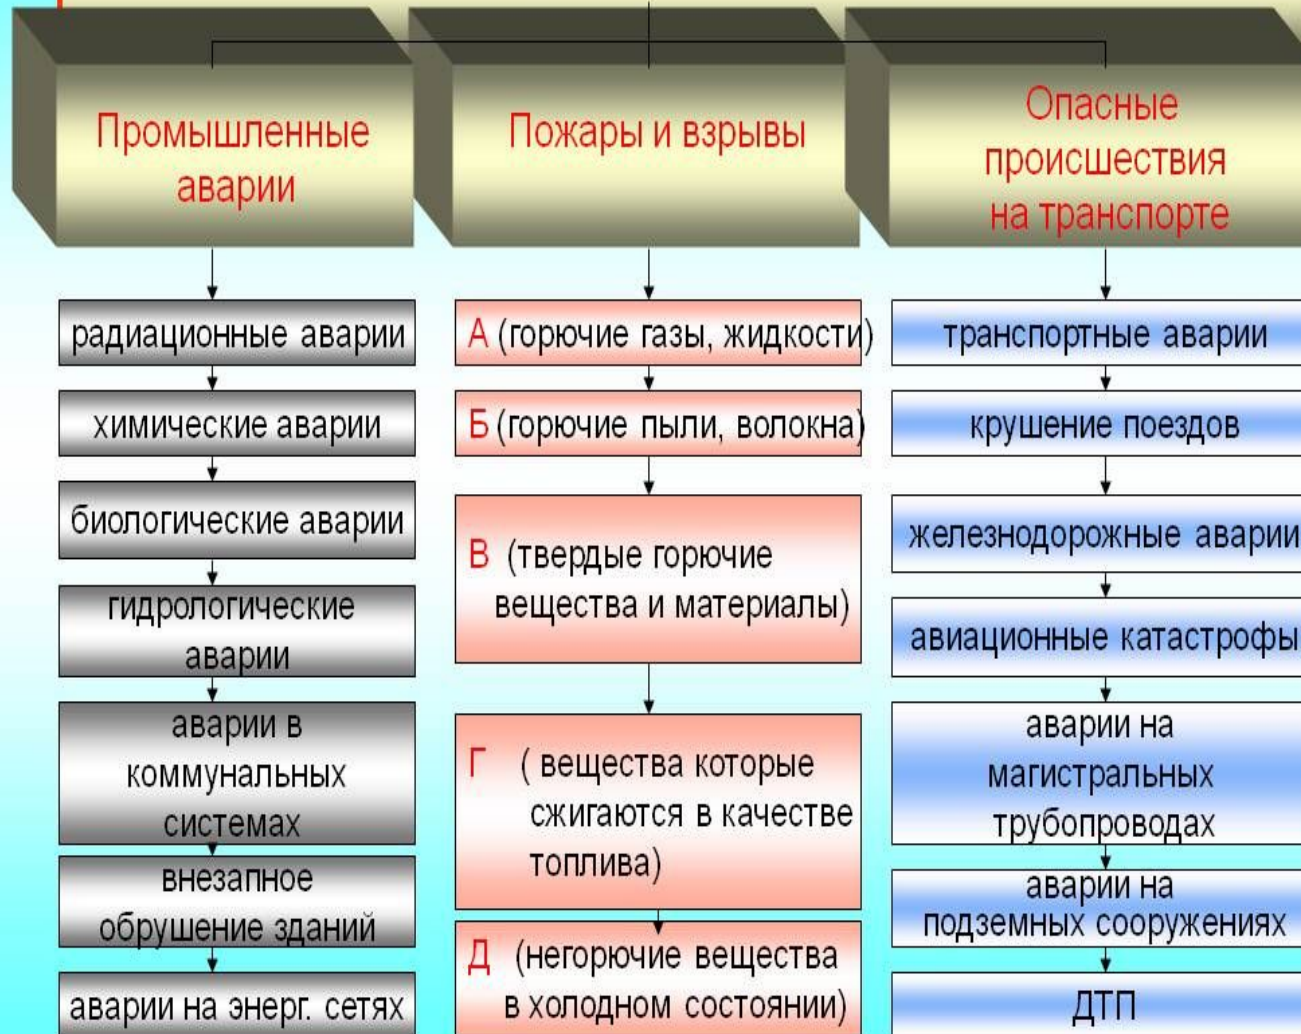 Промышленные
аварии
радиационные аварии
химические аварии
биологические аварии
гидрологические
аварии
аварии в
коммунальных
системах
внезапное
обрушение зданий
аварии на энерг. сетях
Пожары и взрывы
А (горючие газы, жидкости)
Б (горючие пыли, волокна)
В (твердые горючие
вещества и материалы)
Г ( вещества которые
сжигаются в качестве
топлива)
Д (негорючие вещества
в холодном состоянии)
Опасные
происшествия
на транспорте
транспортные аварии
крушение поездов
железнодорожные аварии
авиационные катастрофы
аварии на
магистральных
трубопроводах
аварии на
подземных сооружениях
ДТП